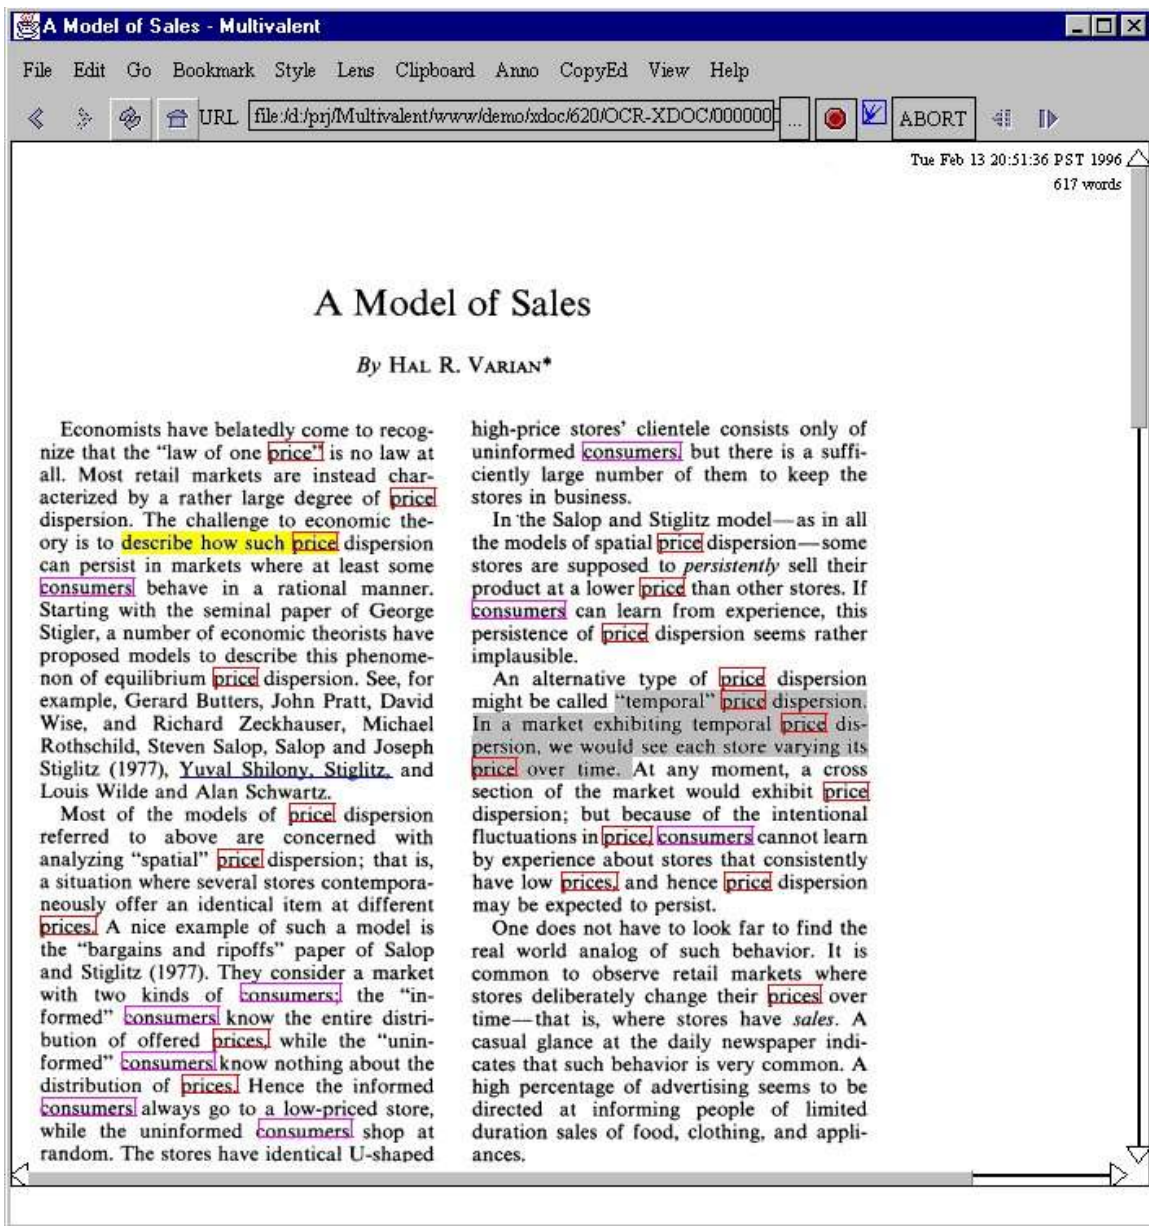 A Model of Sales - Multivalent
File Edit Go Bookmark Style Lens Clipboard Anno CopyEd View Help
URL file:/d:/prj/Multivalent/www/demo/xdoc/620/OCR-XDOC/000000 ... ABORT
Tue Feb 13 20:51:36 PST 1996
617 words
A Model of Sales
By HAL R. VARIAN*
Economists have belatedly come to recog-
nize that the “law of one price” is no law at
all. Most retail markets are instead char-
acterized by a rather large degree of price
dispersion. The challenge to economic the-
ory is to describe how such price dispersion
can persist in markets where at least some
consumers behave in a rational manner.
Starting with the seminal paper of George
Stigler, a number of economic theorists have
proposed models to describe this phenome-
non of equilibrium price dispersion. See, for
example, Gerard Butters, John Pratt, David
Wise, and Richard Zeckhauser, Michael
Rothschild, Steven Salop, Salop and Joseph
Stiglitz (1977), Yuval Shilony, Stiglitz, and
Louis Wilde and Alan Schwartz.
Most of the models of price dispersion
referred to above are concerned with
analyzing “spatial” price dispersion; that is,
a situation where several stores contempora-
neously offer an identical item at different
prices. A nice example of such a model is
the “bargains and ripoffs” paper of Salop
and Stiglitz (1977). They consider a market
with two kinds of consumers; the “in-
formed” consumers know the entire distri-
bution of offered prices, while the “unin-
formed” consumers know nothing about the
distribution of prices. Hence the informed
consumers always go to a low-priced store,
while the uninformed consumers shop at
random. The stores have identical U-shaped
high-price stores’ clientele consists only of
uninformed consumers, but there is a suffi-
ciently large number of them to keep the
stores in business.
In the Salop and Stiglitz model—as in all
the models of spatial price dispersion—some
stores are supposed to persistently sell their
product at a lower price than other stores. If
consumers can learn from experience, this
persistence of price dispersion seems rather
implausible.
An alternative type of price dispersion
might be called “temporal” price dispersion.
In a market exhibiting temporal price dis-
persion, we would see each store varying its
price over time. At any moment, a cross
section of the market would exhibit price
dispersion; but because of the intentional
fluctuations in price, consumers cannot learn
by experience about stores that consistently
have low prices, and hence price dispersion
may be expected to persist.
One does not have to look far to find the
real world analog of such behavior. It is
common to observe retail markets where
stores deliberately change their prices over
time—that is, where stores have sales. A
casual glance at the daily newspaper indi-
cates that such behavior is very common. A
high percentage of advertising seems to be
directed at informing people of limited
duration sales of food, clothing, and appli-
ances.